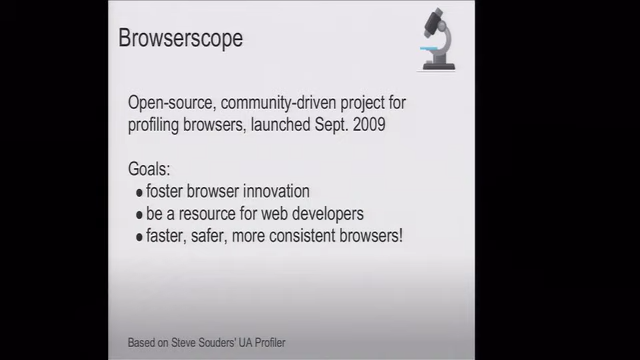 Browserscope
Open-source, community-driven project for
profiling browsers, launched Sept. 2009
Goals:
● foster browser innovation
● be a resource for web developers
● faster, safer, more consistent browsers!
Based on Steve Souders' UA Profiler